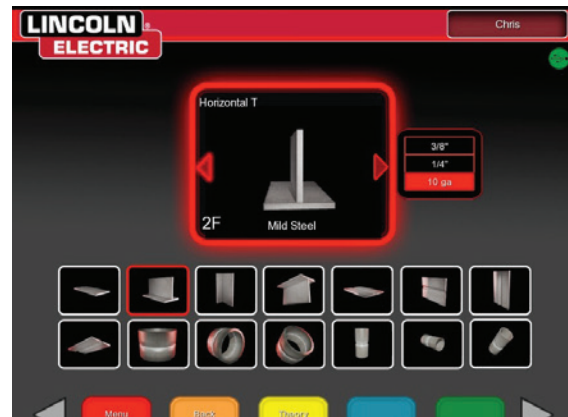 LINCOLN
ELECTRIC
Chris
Horizontal T
3/8"
1/4"
10 ga
2F
Mild Steel
Menu
Back
Theory